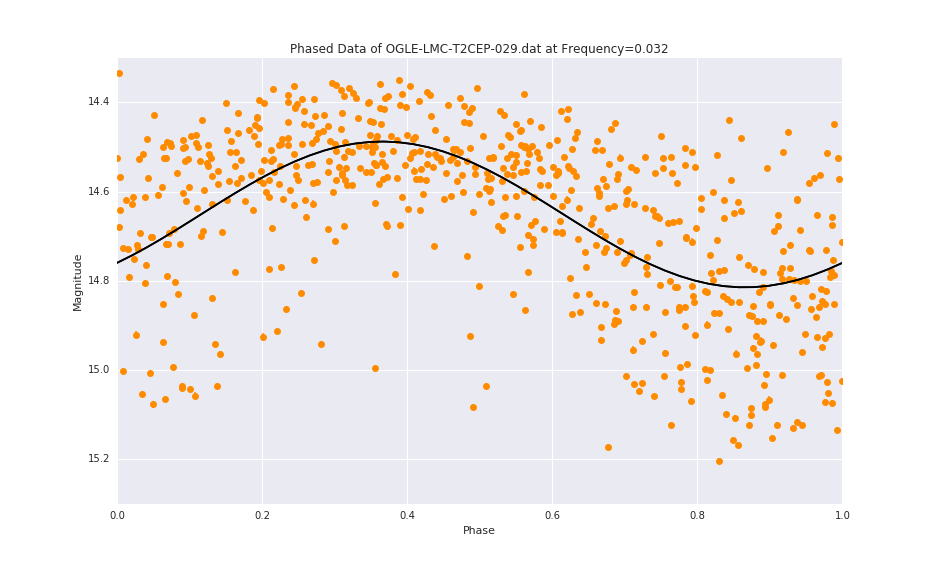 Phased Data of OGLE-LMC-T2CEP-029.dat at Frequency=0.032
Magnitude
14.4
14.6
14.8
15.0
15.2
0.0 0.2 0.4 0.6 0.8 1.0
Phase